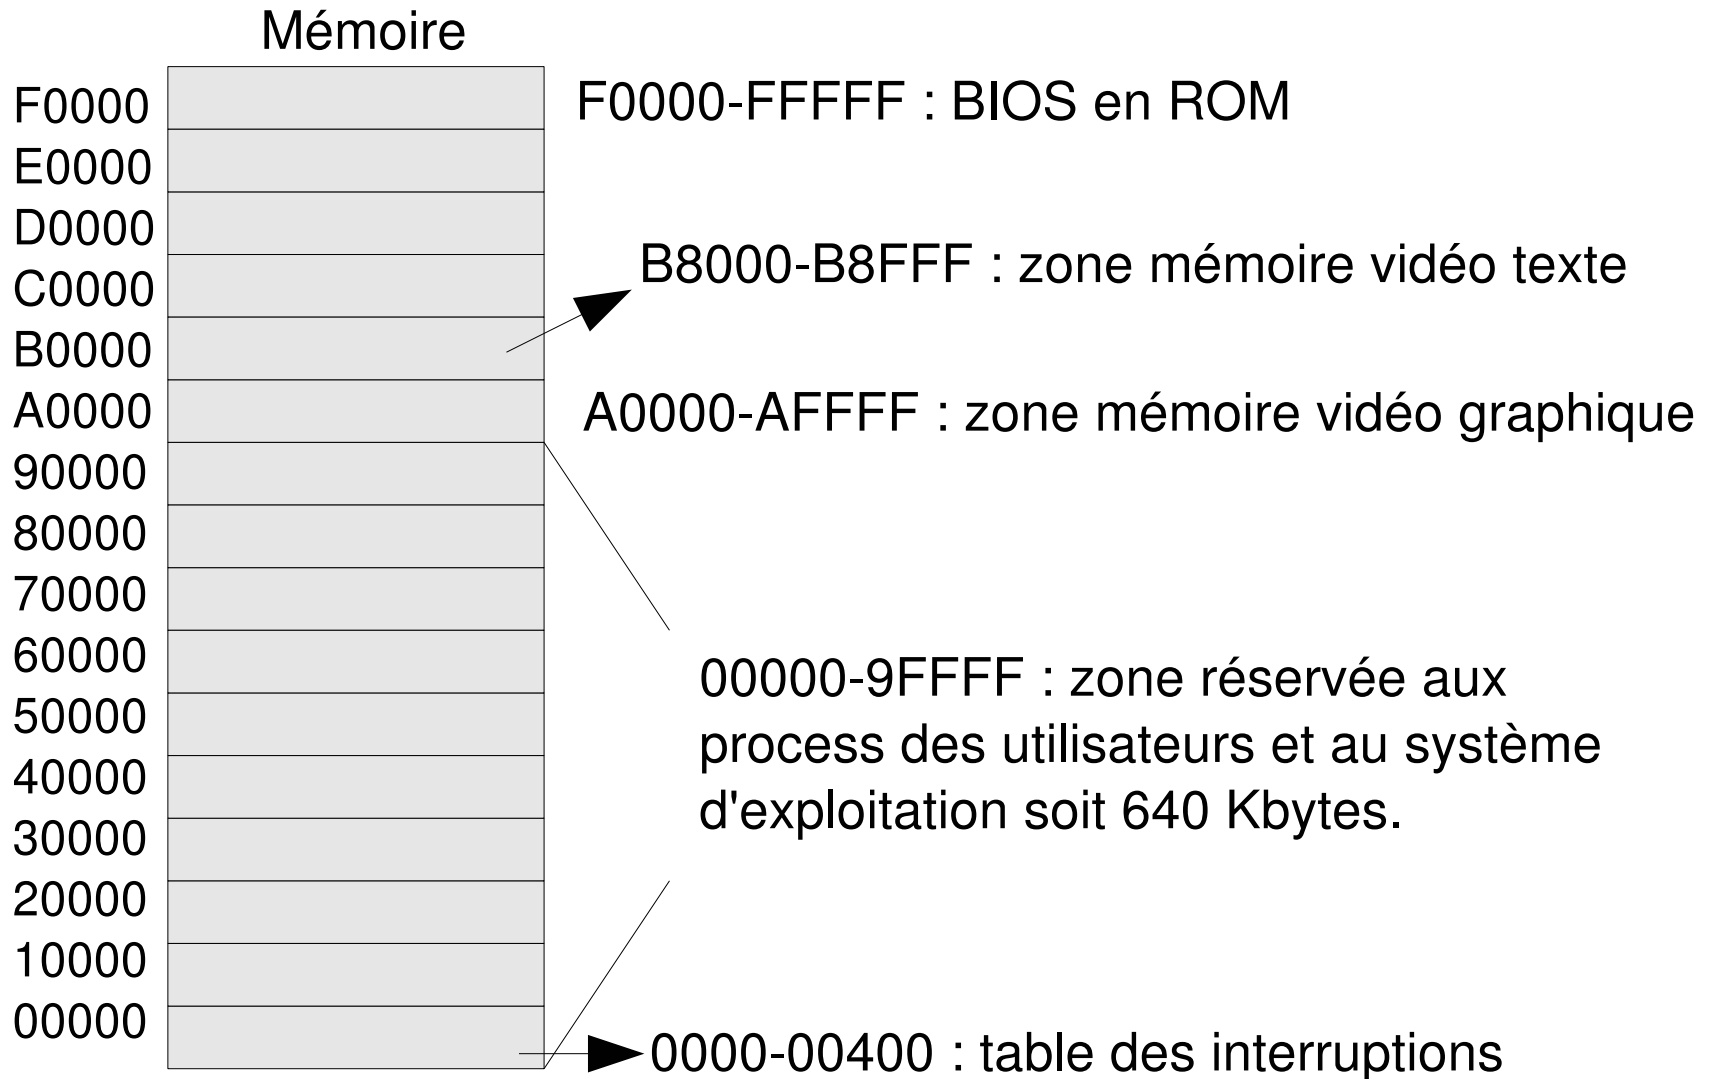 Mémoire
F0000
F0000-FFFFF : BIOS en ROM
E0000
D0000
B8000-B8FFF : zone mémoire vidéo texte
C0000
B0000
A0000
A0000-AFFFF : zone mémoire vidéo graphique
90000
80000
70000
60000
00000-9FFFF : zone réservée aux
50000
process des utilisateurs et au système
40000
d'exploitation soit 640 Kbytes.
30000
20000
10000
00000
0000-00400 : table des interruptions